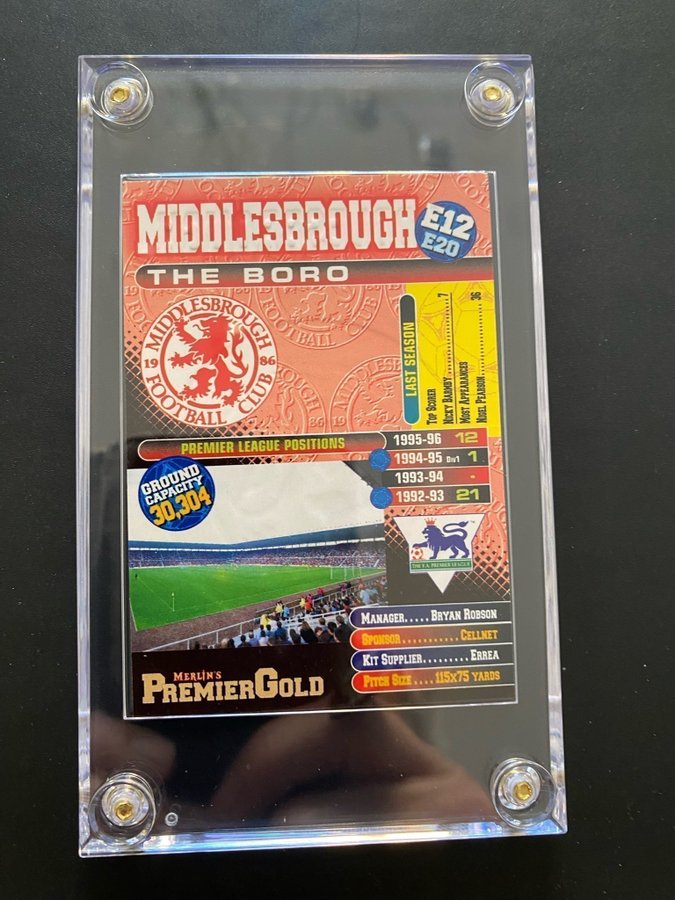 MIDDLESBROUGH
E12
E20
THE BORO
MIDDLESBROUGH
19 86
FOOTBALL CLUB
LAST SEASON
TOP SCORER
NICKY BARMBY..................7
MOST APPEARANCES
NIGEL PEARSON...............36
PREMIER LEAGUE POSITIONS
1995-96 12
1994-95 Div1 1
1993-94 -
1992-93 21
GROUND
CAPACITY
30,304
THE F.A. PREMIER LEAGUE
MANAGER.....BRYAN ROBSON
SPONSOR...........CELLNET
KIT SUPPLIER.........ERREA
PITCH SIZE ....115X75 YARDS
MERLIN'S
PREMIERGOLD